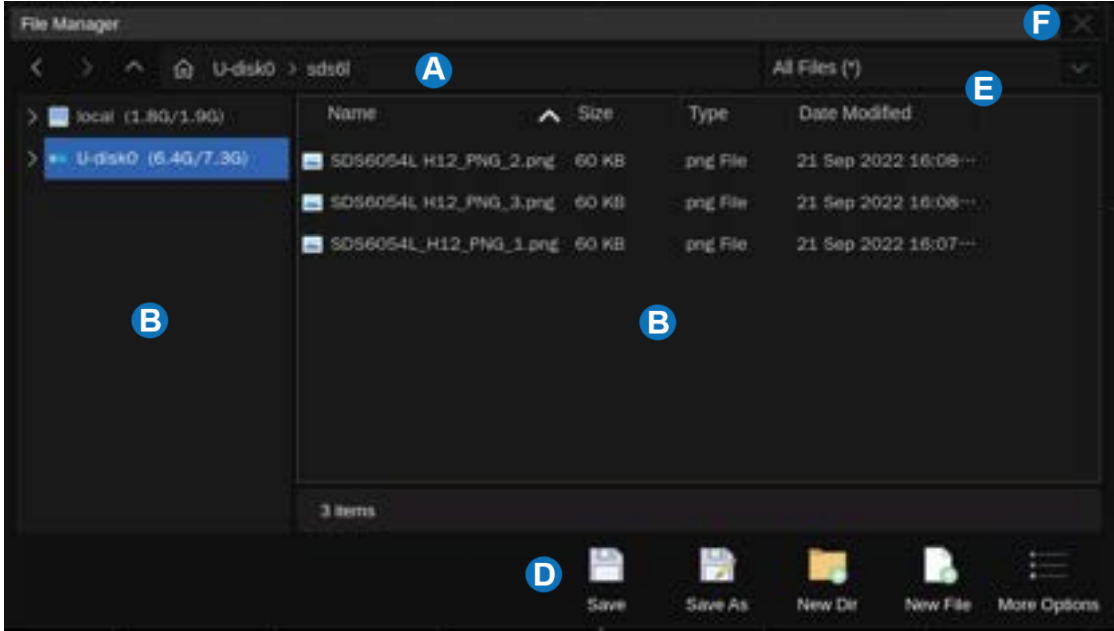 File Manager F
U-disk0 > sds6l A All Files (*)
E
local (1.8G/1.9G) Name Size Type Date Modified
U-disk0 (6.4G/7.3G) SDS6054L H12_PNG_2.png 60 KB png File 21 Sep 2022 16:08···
SDS6054L H12_PNG_3.png 60 KB png File 21 Sep 2022 16:08···
SDS6054L_H12_PNG_1.png 60 KB png File 21 Sep 2022 16:07···
B B
3 items
D
Save Save As New Dir New File More Options